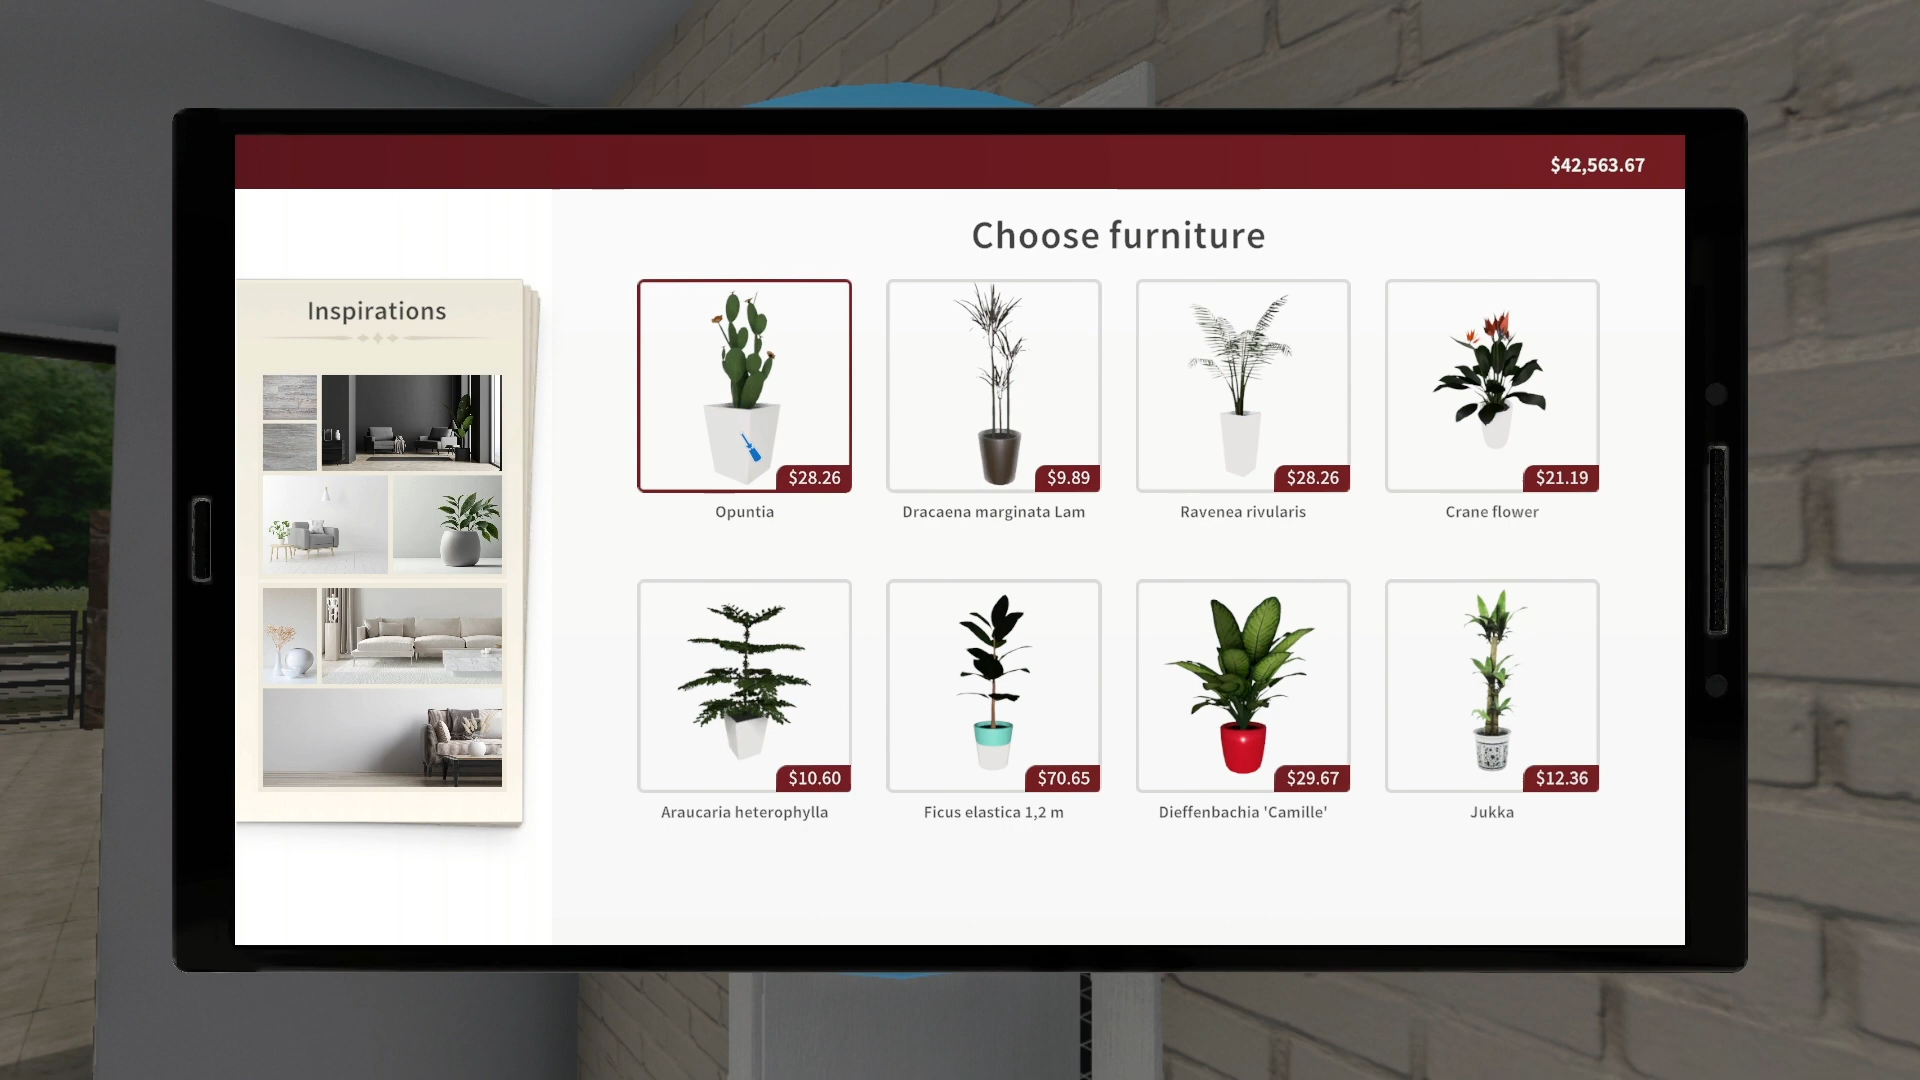 $42,563.67
Choose furniture
Inspirations
$28.26
$9.89
$28.26
$21.19
Opuntia
Dracaena marginata Lam
Ravenea rivularis
Crane flower
$10.60
$70.65
$29.67
$12.36
Araucaria heterophylla
Ficus elastica 1,2 m
Dieffenbachia 'Camille'
Jukka